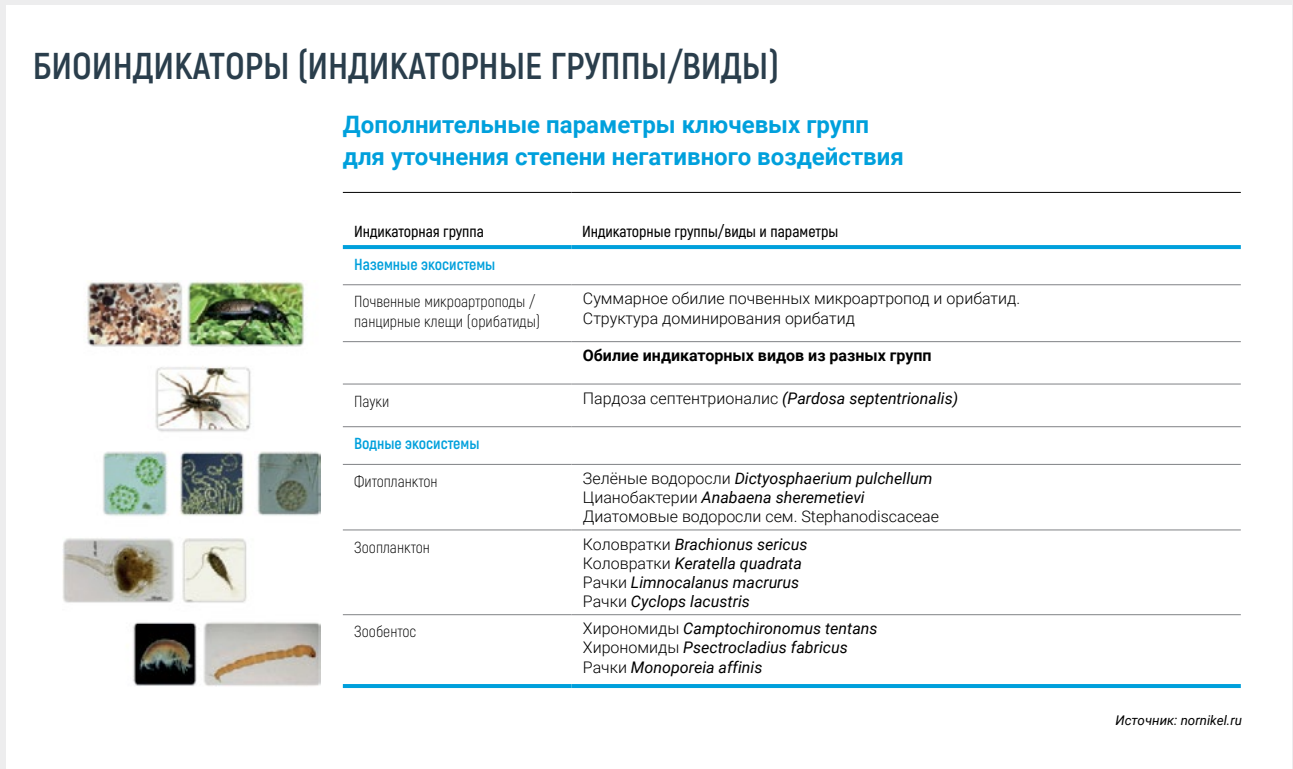 БИОИНДИКАТОРЫ (ИНДИКАТОРНЫЕ ГРУППЫ/ВИДЫ)
Дополнительные параметры ключевых групп
для уточнения степени негативного воздействия
Индикаторная группа
Индикаторные группы/виды и параметры
Наземные экосистемы
Почвенные микроартроподы /
панцирные клещи (орибатиды)
Суммарное обилие почвенных микроартропод и орибатид.
Структура доминирования орибатид
Обилие индикаторных видов из разных групп
Пауки
Пардоза септентрионалис (Pardosa septentrionalis)
Водные экосистемы
Фитопланктон
Зелёные водоросли Dictyosphaerium pulchellum
Цианобактерии Anabaena sheremetievi
Диатомовые водоросли сем. Stephanodiscaceae
Зоопланктон
Коловратки Brachionus sericus
Коловратки Keratella quadrata
Рачки Limnocalanus macrurus
Рачки Cyclops lacustris
Зообентос
Хирономиды Camptochironomus tentans
Хирономиды Psectrocladius fabricus
Рачки Monoporeia affinis
Источник: nornikel.ru